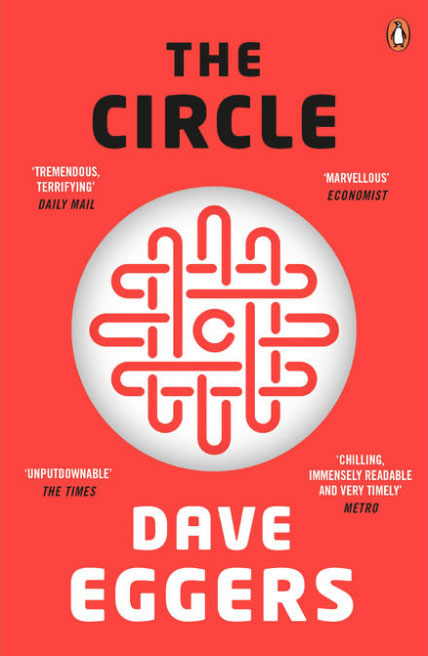 THE
CIRCLE
‘TREMENDOUS,
TERRIFYING’
DAILY MAIL
‘MARVELLOUS’
ECONOMIST
C
‘UNPUTDOWNABLE’
THE TIMES
‘CHILLING,
IMMENSELY READABLE
AND VERY TIMELY’
METRO
DAVE
EGGERS